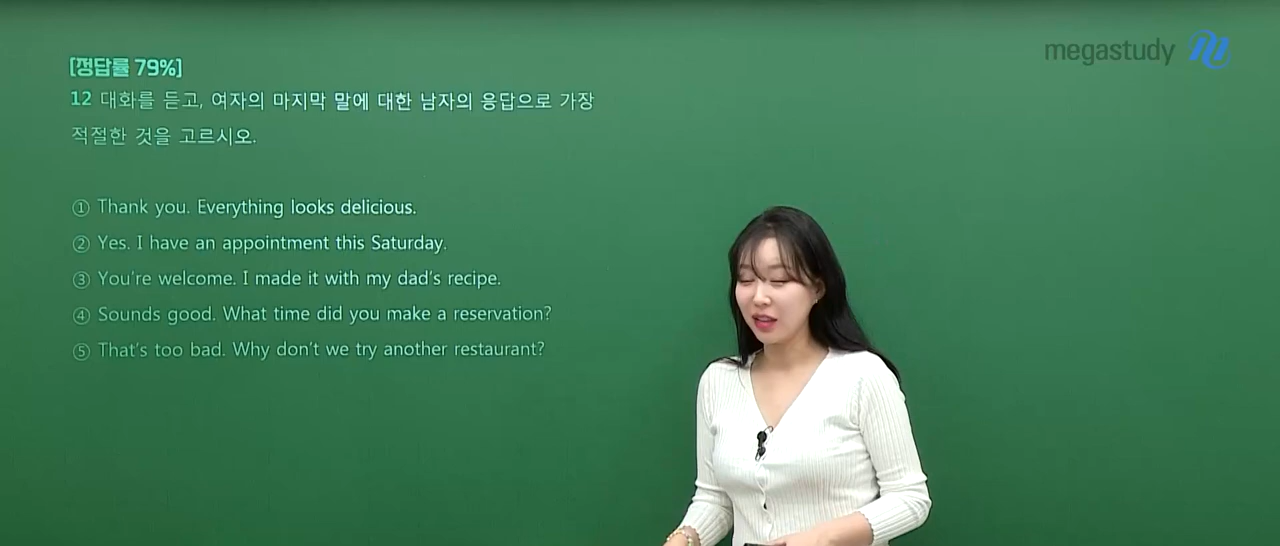 megastudy
[정답률 79%]
12 대화를 듣고, 여자의 마지막 말에 대한 남자의 응답으로 가장
적절한 것을 고르시오.
① Thank you. Everything looks delicious.
② Yes. I have an appointment this Saturday.
③ You're welcome. I made it with my dad's recipe.
④ Sounds good. What time did you make a reservation?
⑤ That's too bad. Why don't we try another restaurant?